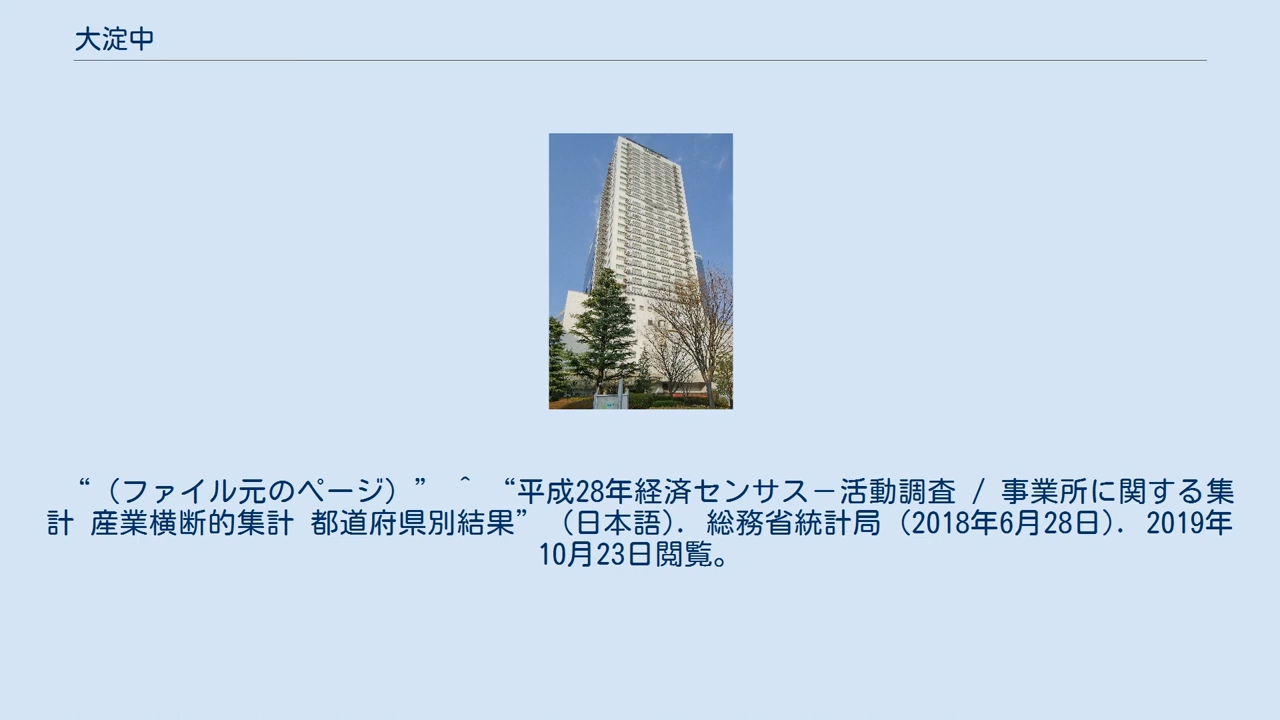 大淀中
“（ファイル元のページ）” ^ “平成28年経済センサス－活動調査 / 事業所に関する集
計 産業横断的集計 都道府県別結果” （日本語）. 総務省統計局 (2018年6月28日). 2019年
10月23日閲覧。